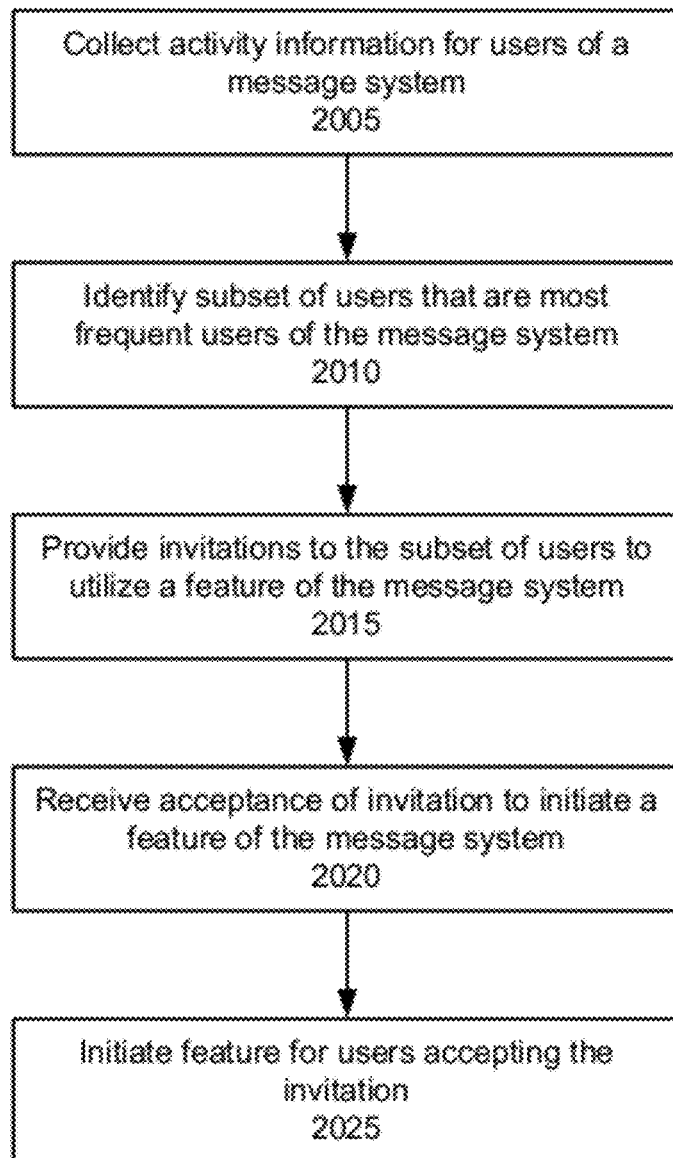 Collect activity information for users of a
message system
2005
Identify subset of users that are most
frequent users of the message system
2010
Provide invitations to the subset of users to
utilize a feature of the message system
2015
Receive acceptance of invitation to initiate a
feature of the message system
2020
Initiate feature for users accepting the
invitation
2025